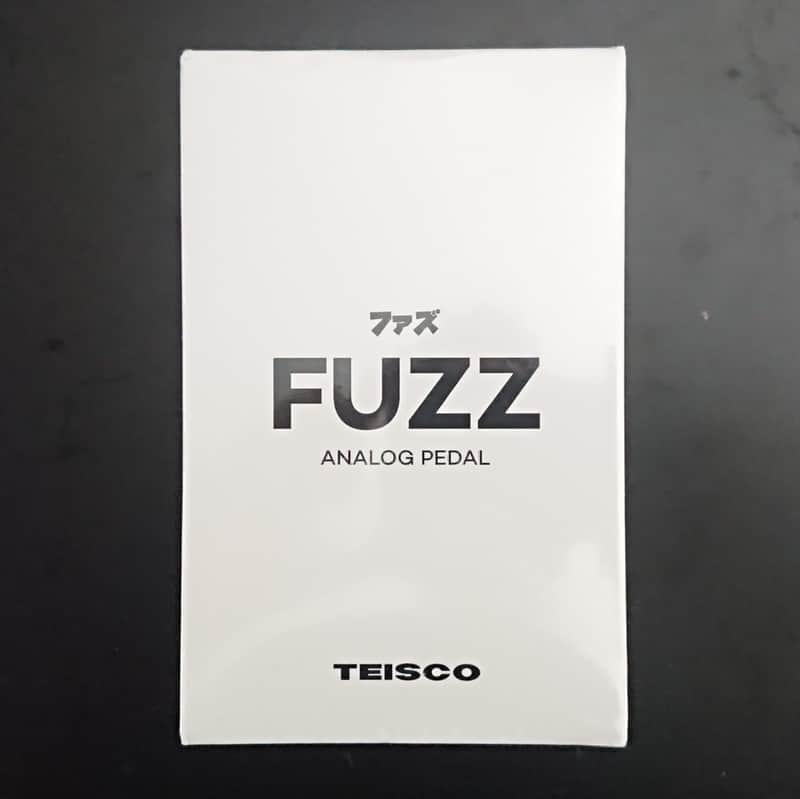 ファズ
FUZZ
ANALOG PEDAL
TEISCO